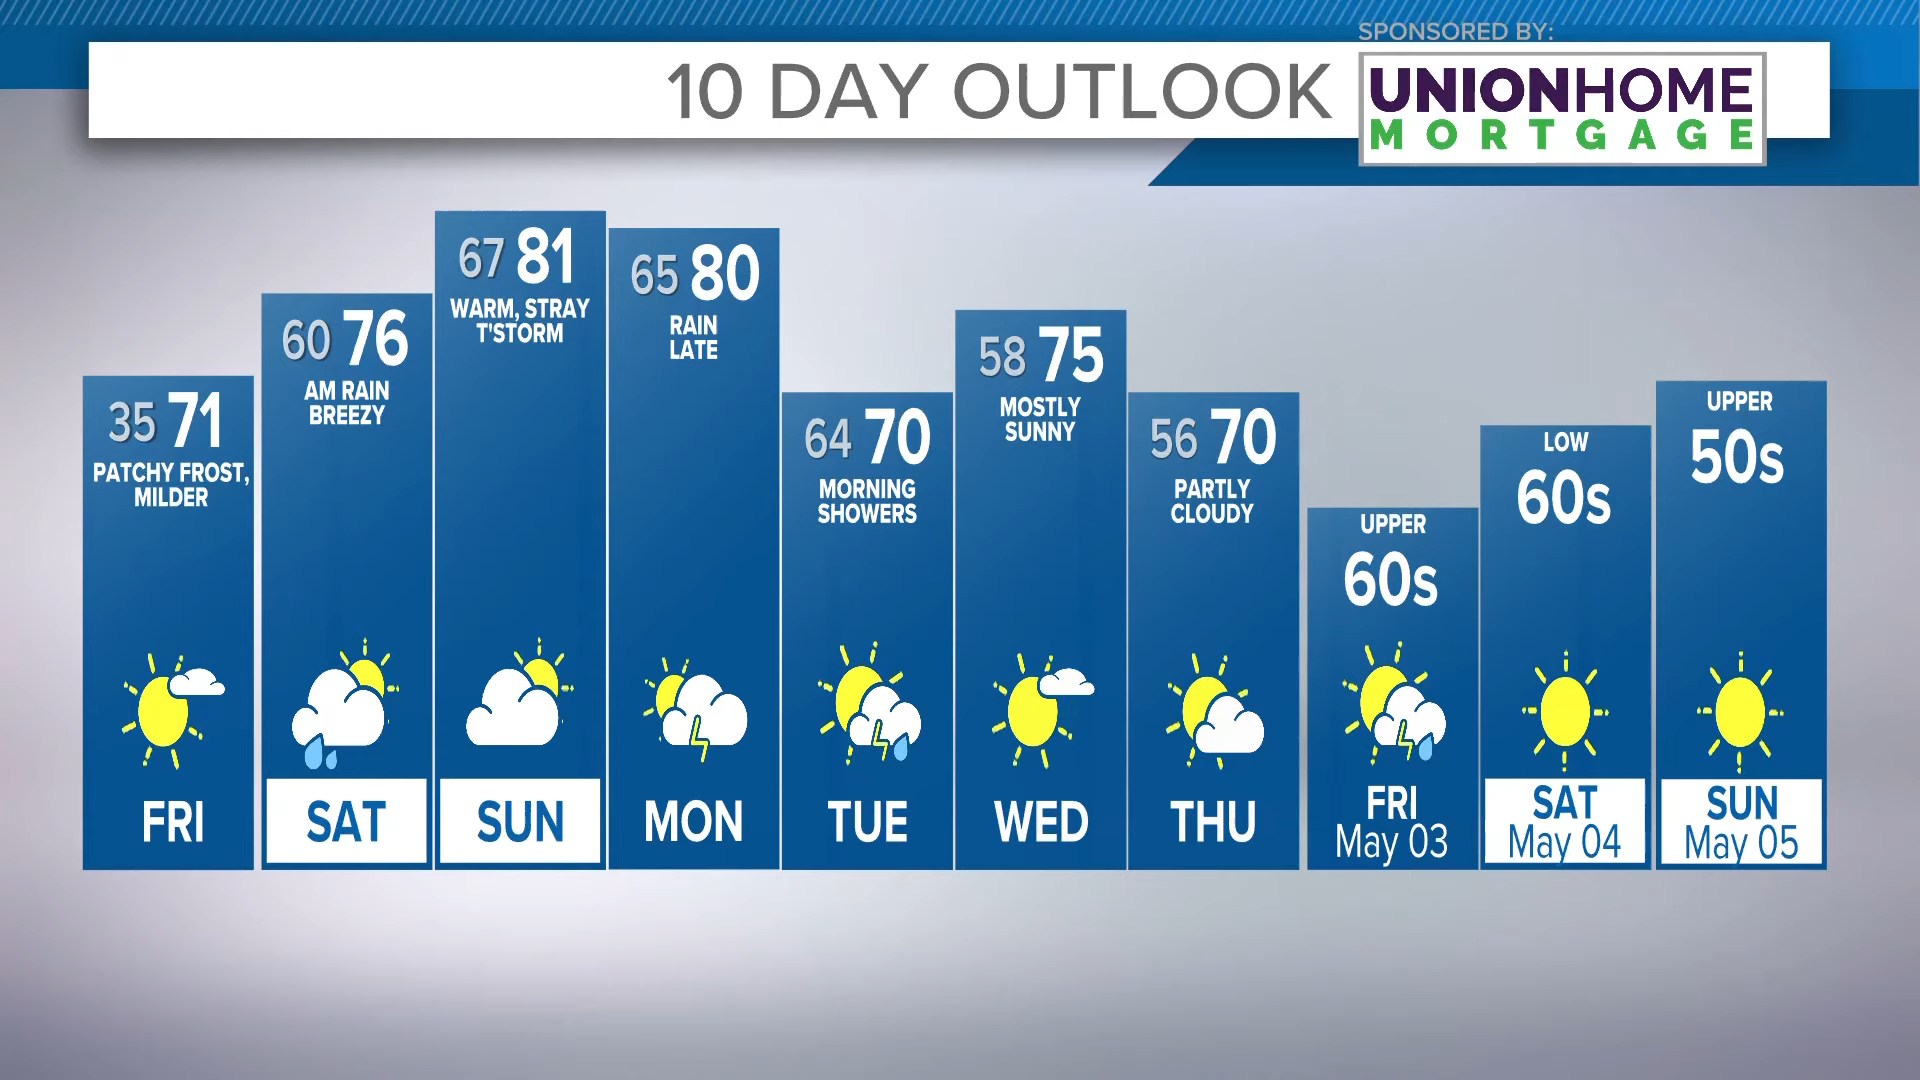 SPONSORED BY:
10 DAY OUTLOOK
UNIONHOME
MORTGAGE
35 71
PATCHY FROST,
MILDER
FRI
60 76
AM RAIN
BREEZY
SAT
67 81
WARM, STRAY
T'STORM
SUN
65 80
RAIN
LATE
MON
64 70
MORNING
SHOWERS
TUE
58 75
MOSTLY
SUNNY
WED
56 70
PARTLY
CLOUDY
THU
UPPER
60s
FRI
May 03
LOW
60s
SAT
May 04
UPPER
50s
SUN
May 05